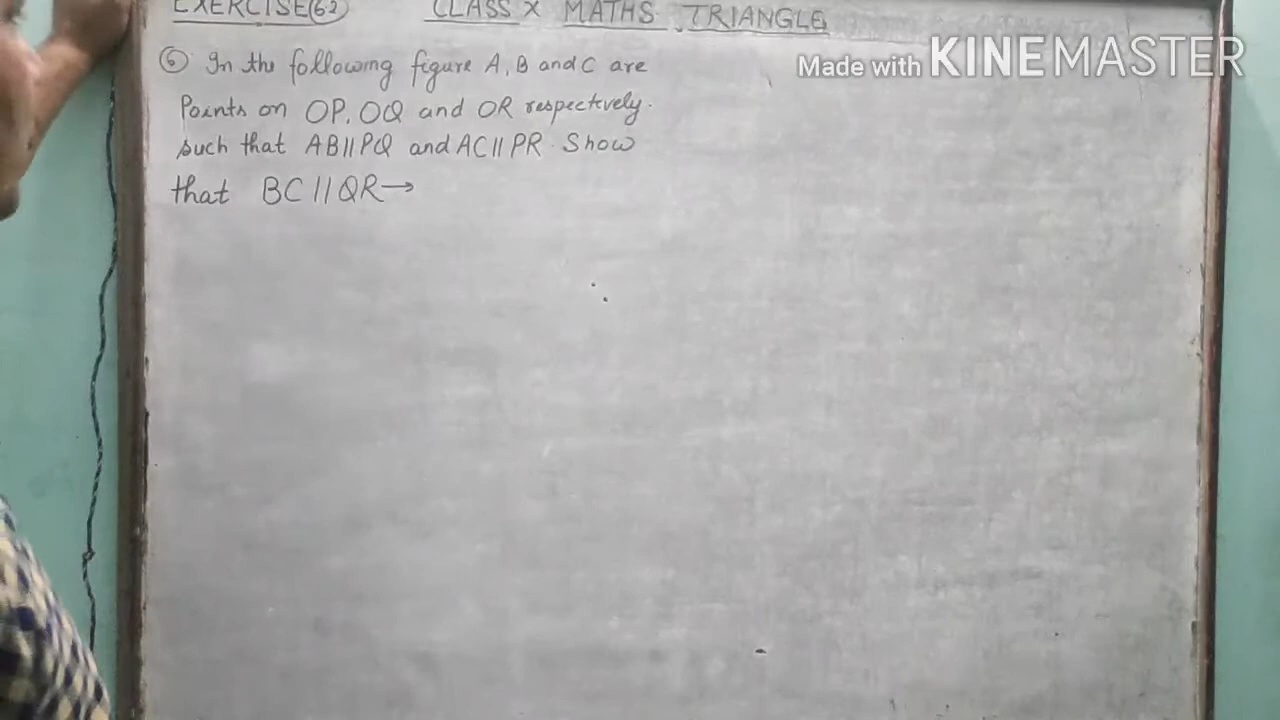 EXERCISE(6.2) CLASS X MATHS TRIANGLE
Made with KINEMASTER
⑥ In the following figure A, B and C are
Points on OP, OQ and OR respectively.
such that AB||PQ and AC||PR. Show
that BC||QR→